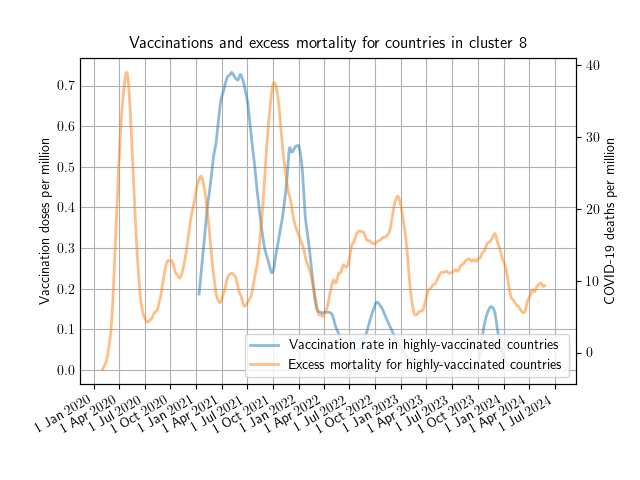 Vaccinations and excess mortality for countries in cluster 8
Vaccination doses per million
0.7
0.6
0.5
0.4
0.3
0.2
0.1
0.0
COVID-19 deaths per million
40
30
20
10
0
Vaccination rate in highly-vaccinated countries
Excess mortality for highly-vaccinated countries
1 Jan 2020
1 Apr 2020
1 Jul 2020
1 Oct 2020
1 Jan 2021
1 Apr 2021
1 Jul 2021
1 Oct 2021
1 Jan 2022
1 Apr 2022
1 Jul 2022
1 Oct 2022
1 Jan 2023
1 Apr 2023
1 Jul 2023
1 Oct 2023
1 Jan 2024
1 Apr 2024
1 Jul 2024